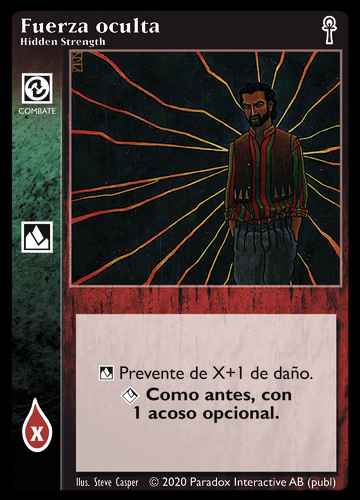 Fuerza oculta
Hidden Strength
COMBATE
Prevente de X+1 de daño.
Como antes, con
1 acoso opcional.
X
Ilus. Steve Casper © 2020 Paradox Interactive AB (publ)